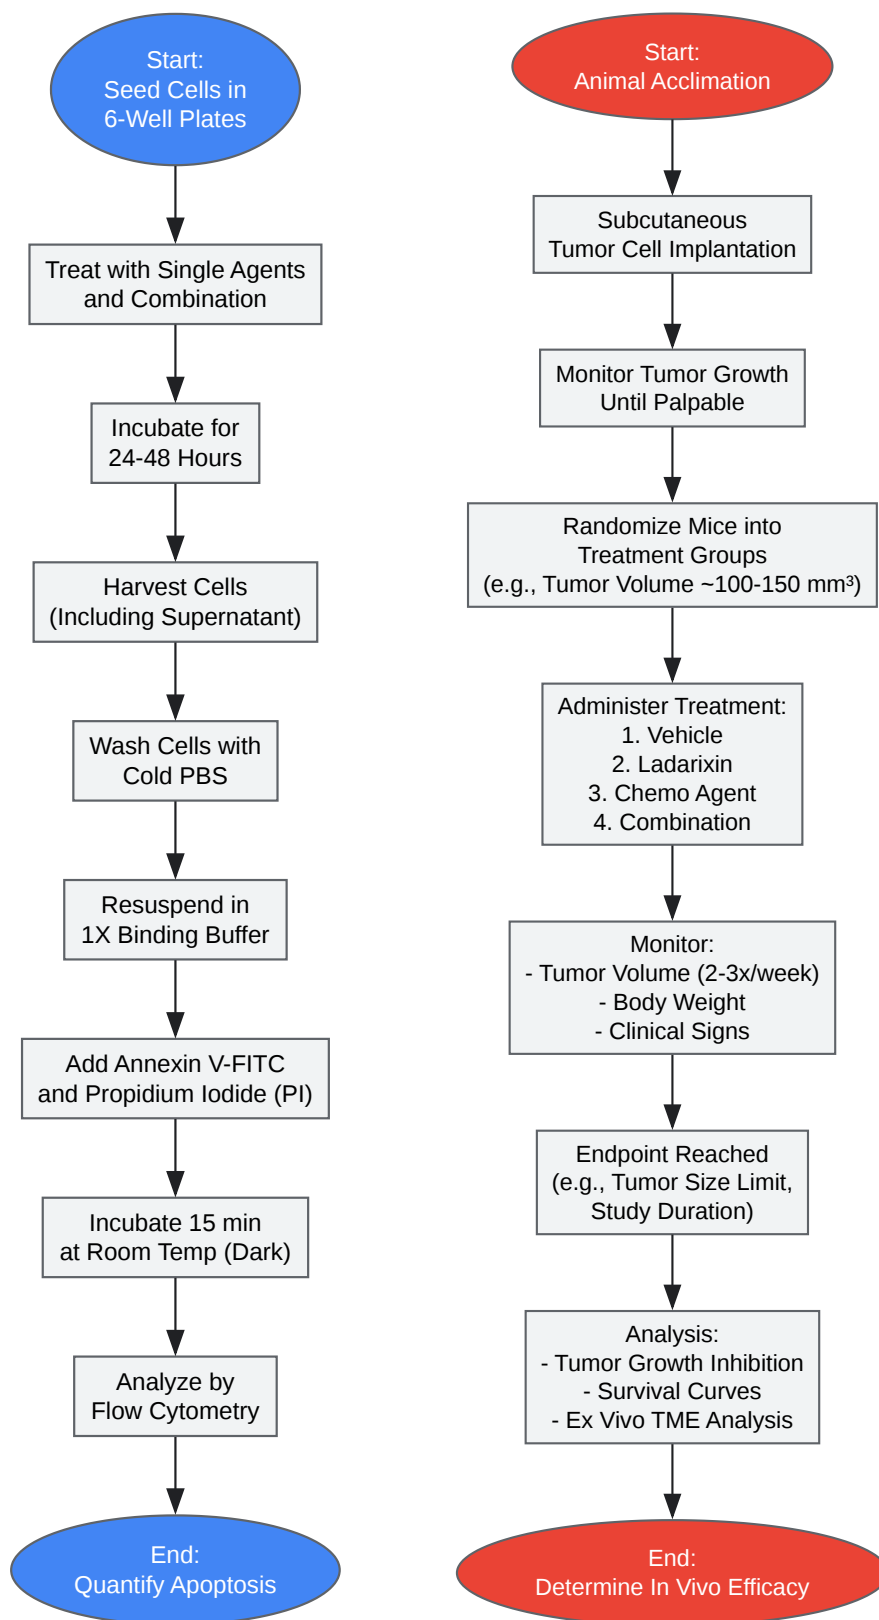 Start:
Seed Cells in
6-Well Plates
Treat with Single Agents
and Combination
Incubate for
24-48 Hours
Harvest Cells
(Including Supernatant)
Wash Cells with
Cold PBS
Resuspend in
1X Binding Buffer
Add Annexin V-FITC
and Propidium Iodide (PI)
Incubate 15 min
at Room Temp (Dark)
Analyze by
Flow Cytometry
End:
Quantify Apoptosis
Start:
Animal Acclimation
Subcutaneous
Tumor Cell Implantation
Monitor Tumor Growth
Until Palpable
Randomize Mice into
Treatment Groups
(e.g., Tumor Volume ~100-150 mm³)
Administer Treatment:
1. Vehicle
2. Ladarixin
3. Chemo Agent
4. Combination
Monitor:
- Tumor Volume (2-3x/week)
- Body Weight
- Clinical Signs
Endpoint Reached
(e.g., Tumor Size Limit,
Study Duration)
Analysis:
- Tumor Growth Inhibition
- Survival Curves
- Ex Vivo TME Analysis
End:
Determine In Vivo Efficacy